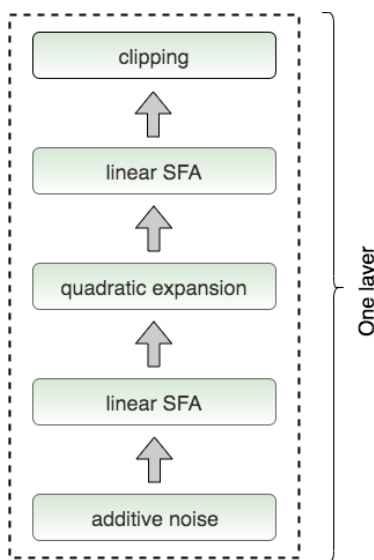 clipping
linear SFA
quadratic expansion
linear SFA
additive noise
One layer